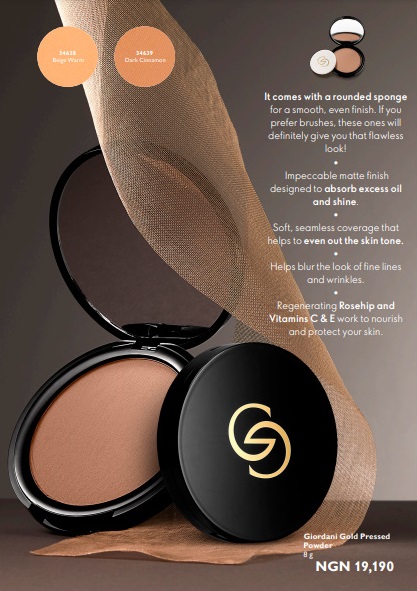 34638
Beige Warm
34639
Dark Cinnamon
It comes with a rounded sponge
for a smooth, even finish. If you
prefer brushes, these ones will
definitely give you that flawless
look!
•
Impeccable matte finish
designed to absorb excess oil
and shine.
•
Soft, seamless coverage that
helps to even out the skin tone.
•
Helps blur the look of fine lines
and wrinkles.
•
Regenerating Rosehip and
Vitamins C & E work to nourish
and protect your skin.
Giordani Gold Pressed
Powder
8 g
NGN 19,190